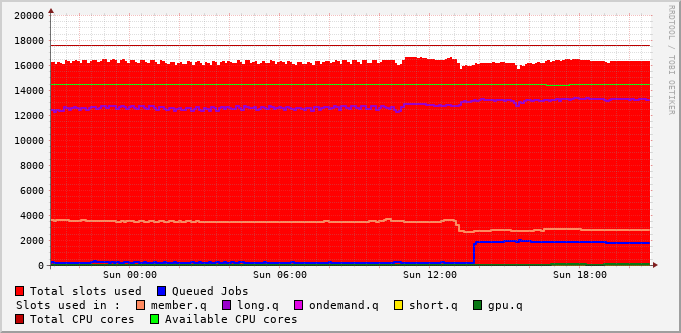 20000
18000
16000
14000
12000
10000
8000
6000
4000
2000
0
Sun 00:00 Sun 06:00 Sun 12:00 Sun 18:00
Total slots used Queued Jobs
Slots used in : member.q long.q ondemand.q short.q gpu.q
Total CPU cores Available CPU cores
RRDTOOL / TOBI OETIKER